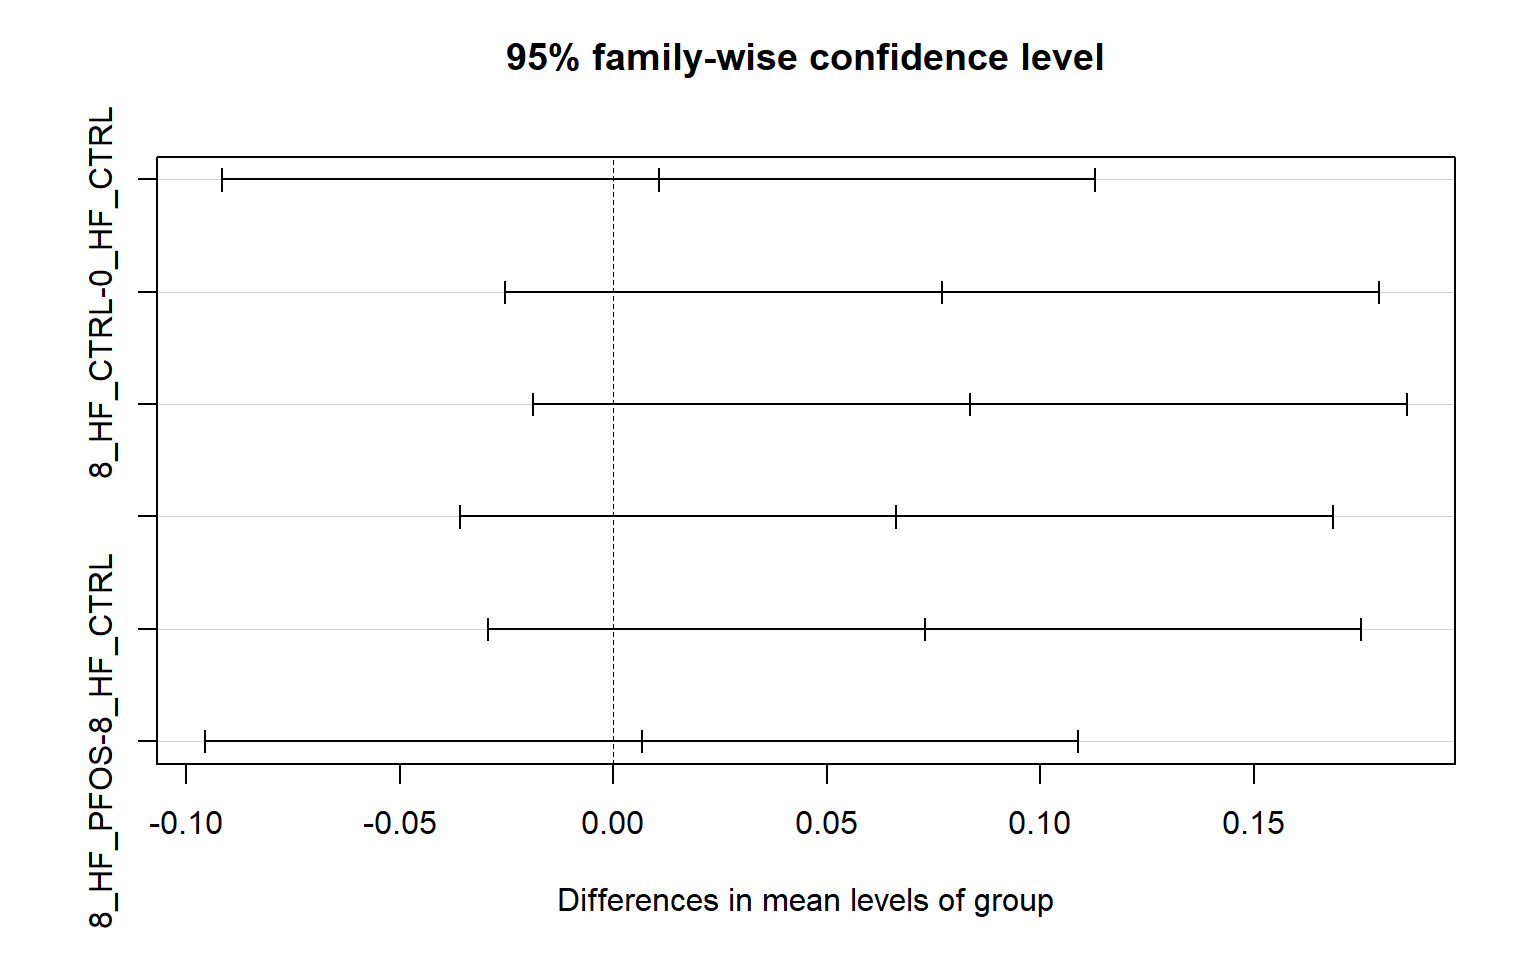 95% family-wise confidence level
8_HF_CTRL-0_HF_CTRL
8_HF_PFOS-8_HF_CTRL
-0.10 -0.05 0.00 0.05 0.10 0.15
Differences in mean levels of group